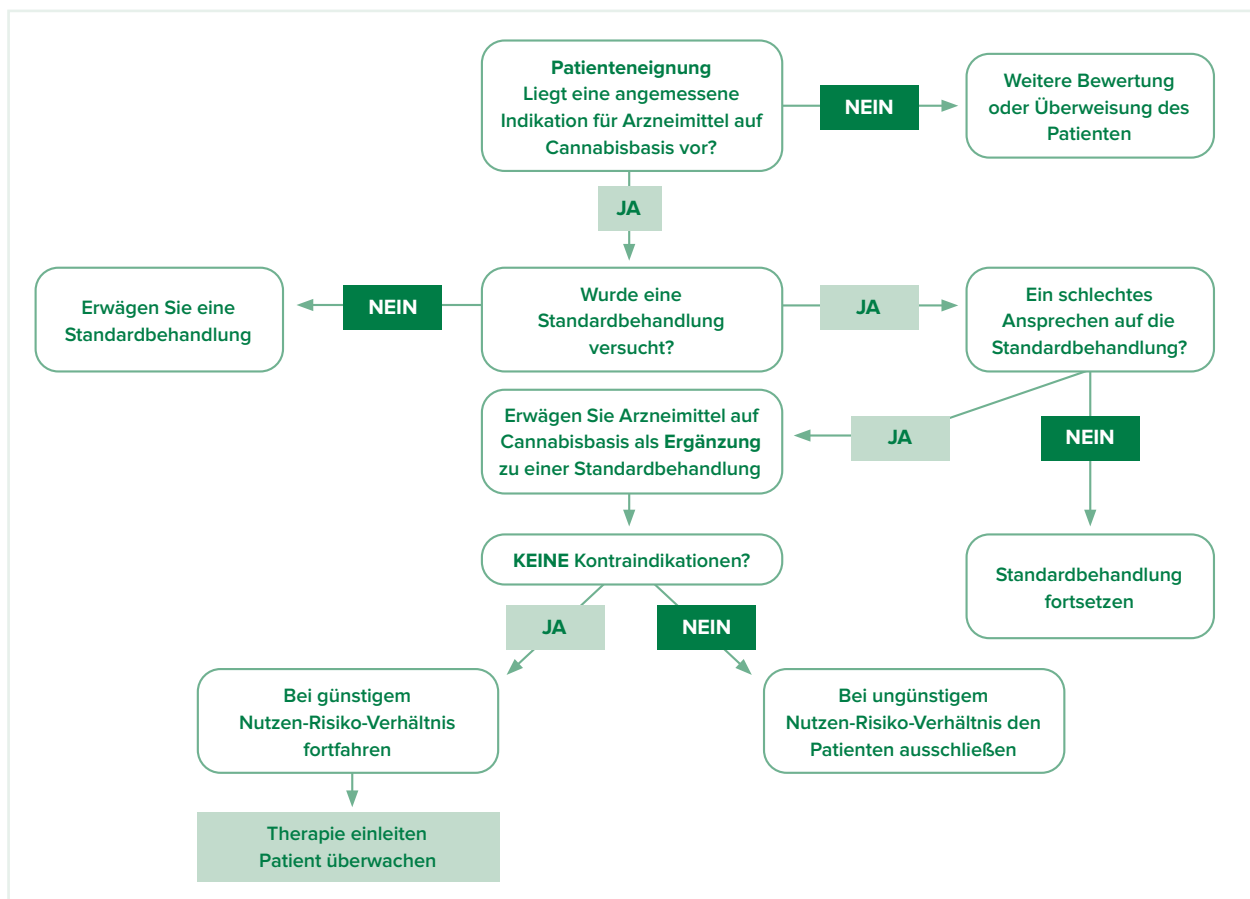 Patienteneignung
Liegt eine angemessene
Indikation für Arzneimittel auf
Cannabisbasis vor?
NEIN
Weitere Bewertung
oder Überweisung des
Patienten
JA
Erwägen Sie eine
Standardbehandlung
NEIN
Wurde eine
Standardbehandlung
versucht?
JA
Ein schlechtes
Ansprechen auf die
Standardbehandlung?
Erwägen Sie Arzneimittel auf
Cannabisbasis als Ergänzung
zu einer Standardbehandlung
JA
NEIN
KEINE Kontraindikationen?
Standardbehandlung
fortsetzen
JA
NEIN
Bei günstigem
Nutzen-Risiko-Verhältnis
fortfahren
Bei ungünstigem
Nutzen-Risiko-Verhältnis den
Patienten ausschließen
Therapie einleiten
Patient überwachen